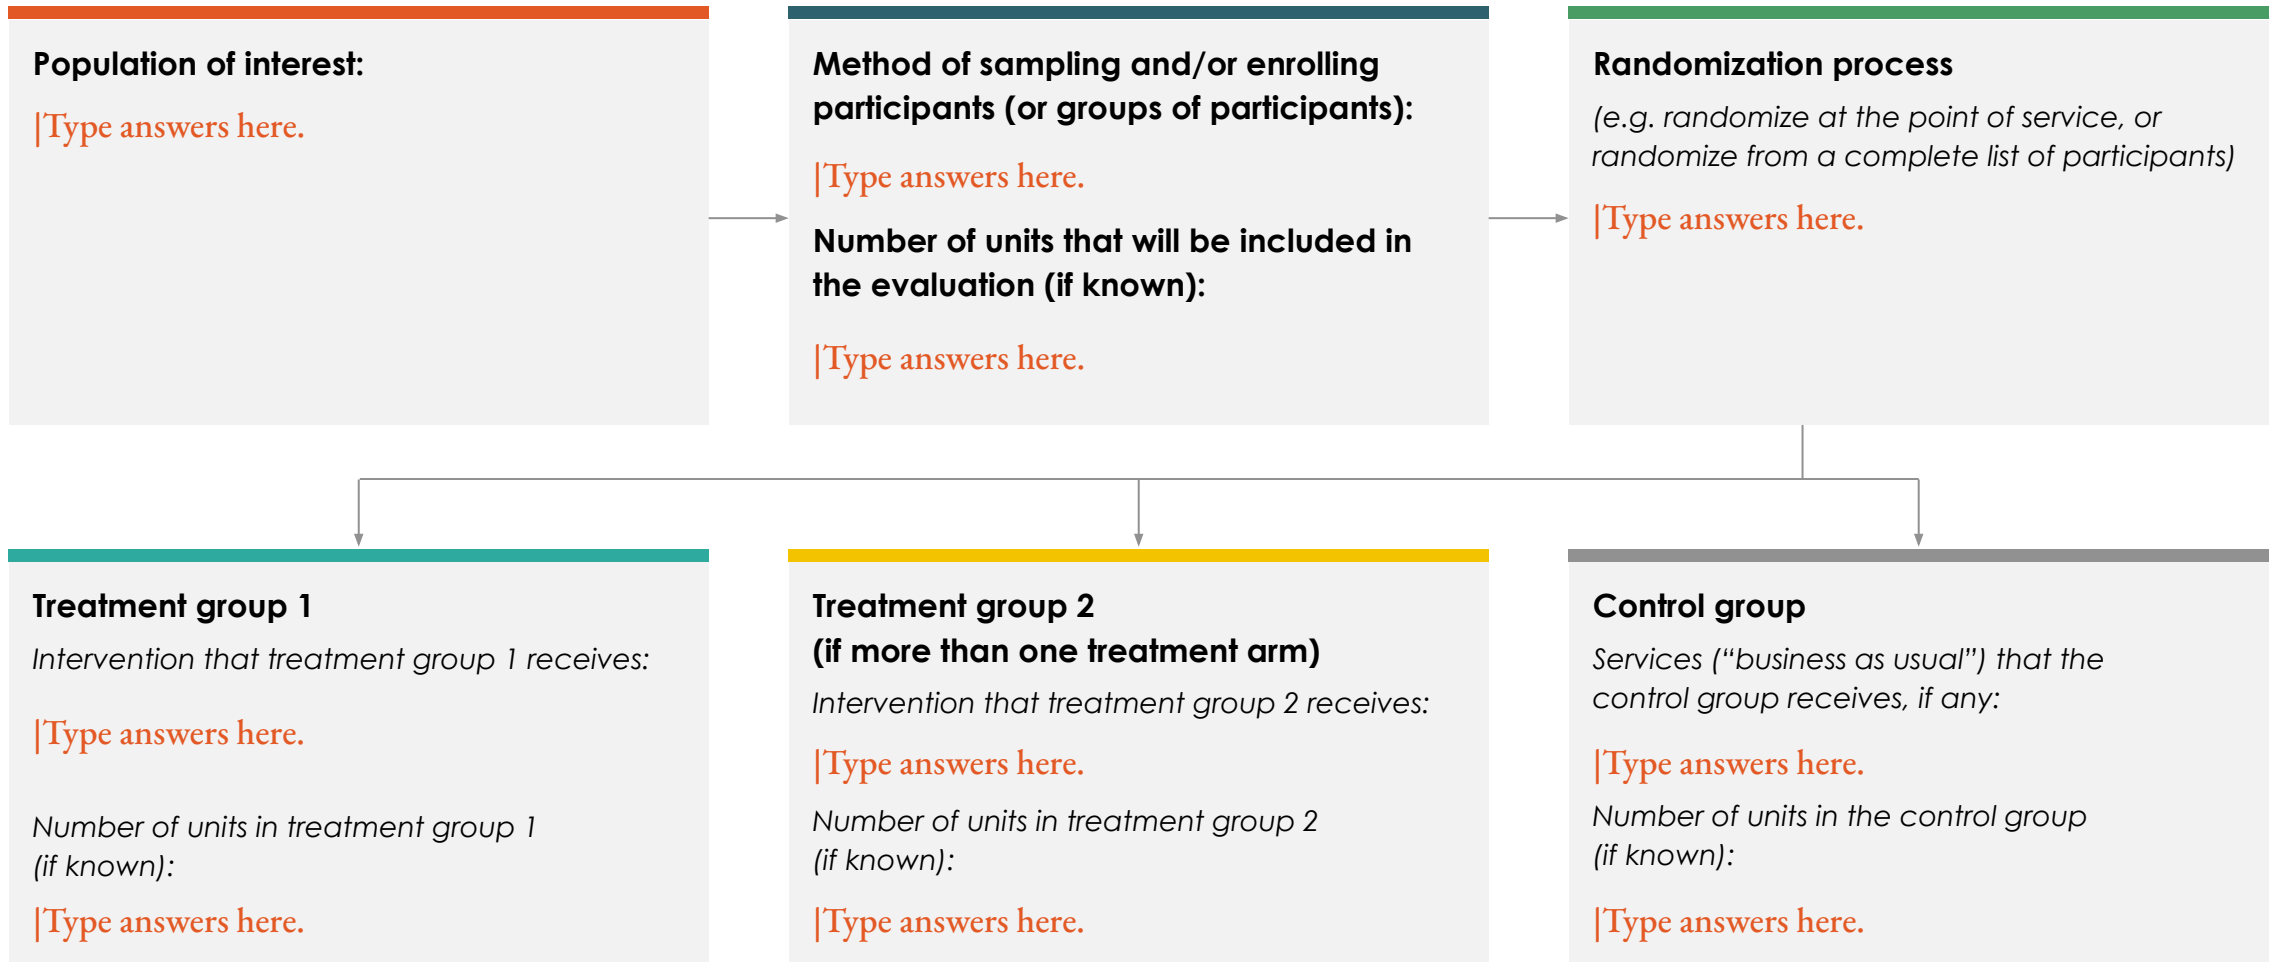 Population of interest:
|Type answers here.
Method of sampling and/or enrolling
participants (or groups of participants):
|Type answers here.
Number of units that will be included in
the evaluation (if known):
|Type answers here.
Randomization process
(e.g. randomize at the point of service, or
randomize from a complete list of participants)
|Type answers here.
Treatment group 1
Intervention that treatment group 1 receives:
|Type answers here.
Number of units in treatment group 1
(if known):
|Type answers here.
Treatment group 2
(if more than one treatment arm)
Intervention that treatment group 2 receives:
|Type answers here.
Number of units in treatment group 2
(if known):
|Type answers here.
Control group
Services (“business as usual”) that the
control group receives, if any:
|Type answers here.
Number of units in the control group
(if known):
|Type answers here.